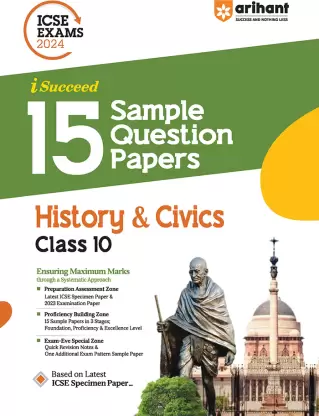 ICSE
EXAMS
2024
arihant
SUCCESS AND NOTHING LESS
iSucceed
15
Sample
Question
Papers
History & Civics
Class 10
Ensuring Maximum Marks
through a Systematic Approach
Preparation Assessment Zone
Latest ICSE Specimen Paper &
2023 Examination Paper
Proficiency Building Zone
15 Sample Papers in 3 Stages;
Foundation, Proficiency & Excellence Level
Exam-Eve Special Zone
Quick Revision Notes &
One Additional Exam Pattern Sample Paper
Based on Latest
ICSE Specimen Paper...